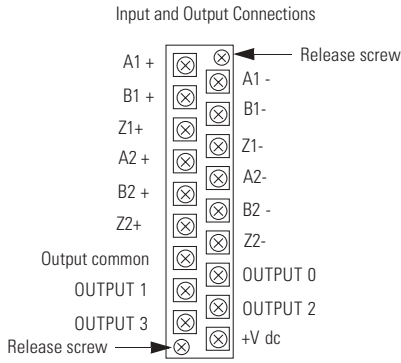 Input and Output Connections
Release screw
A1 +
A1 -
B1 +
B1-
Z1+
Z1-
A2 +
A2-
B2 +
B2 -
Z2+
Z2-
Output common
OUTPUT 0
OUTPUT 1
OUTPUT 2
OUTPUT 3
+V dc
Release screw